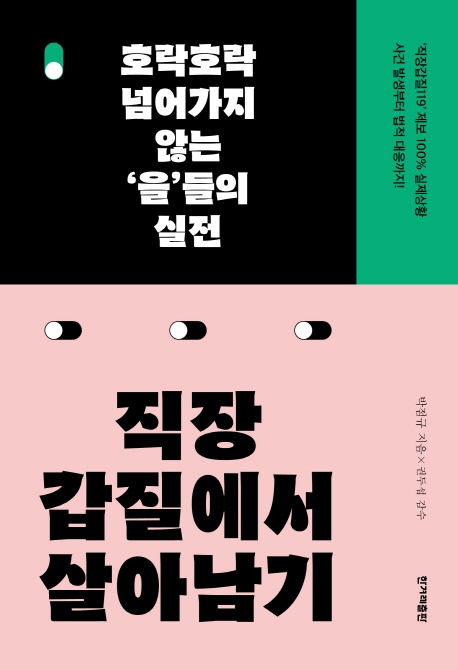 호락호락
넘어가지
않는
‘을’들의
실전
‘직장갑질119’ 제보 100% 실제상황
사건 발생부터 법적 대응까지!
직장
갑질에서
살아남기
박점규 지음×권두섭 감수
한겨레출판